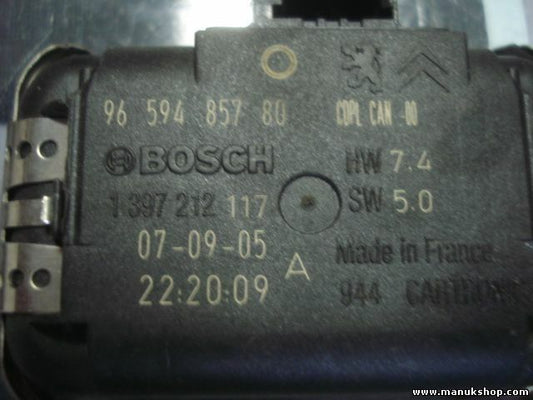 96 594 857 80 COPL CAN -00
BOSCH HW 7.4
1 397 212 117 SW 5.0
07-09-05 A Made in France
22:20:09 944
www.manukshop.com